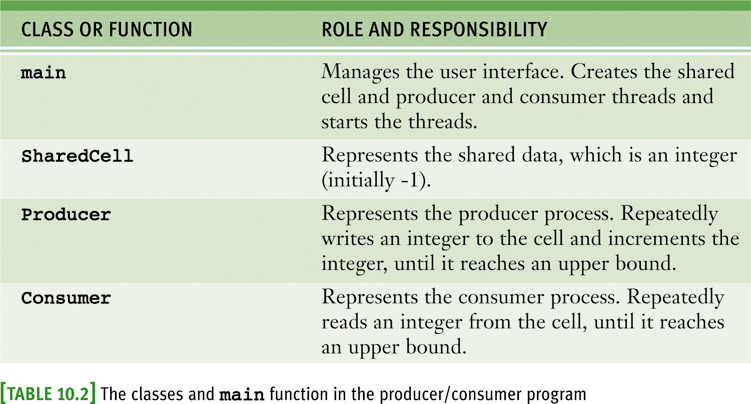 CLASS OR FUNCTION ROLE AND RESPONSIBILITY
main Manages the user interface. Creates the shared
cell and producer and consumer threads and
starts the threads.
SharedCell Represents the shared data, which is an integer
(initially -1).
Producer Represents the producer process. Repeatedly
writes an integer to the cell and increments the
integer, until it reaches an upper bound.
Consumer Represents the consumer process. Repeatedly
reads an integer from the cell, until it reaches
an upper bound.
[TABLE 10.2] The classes and main function in the producer/consumer program